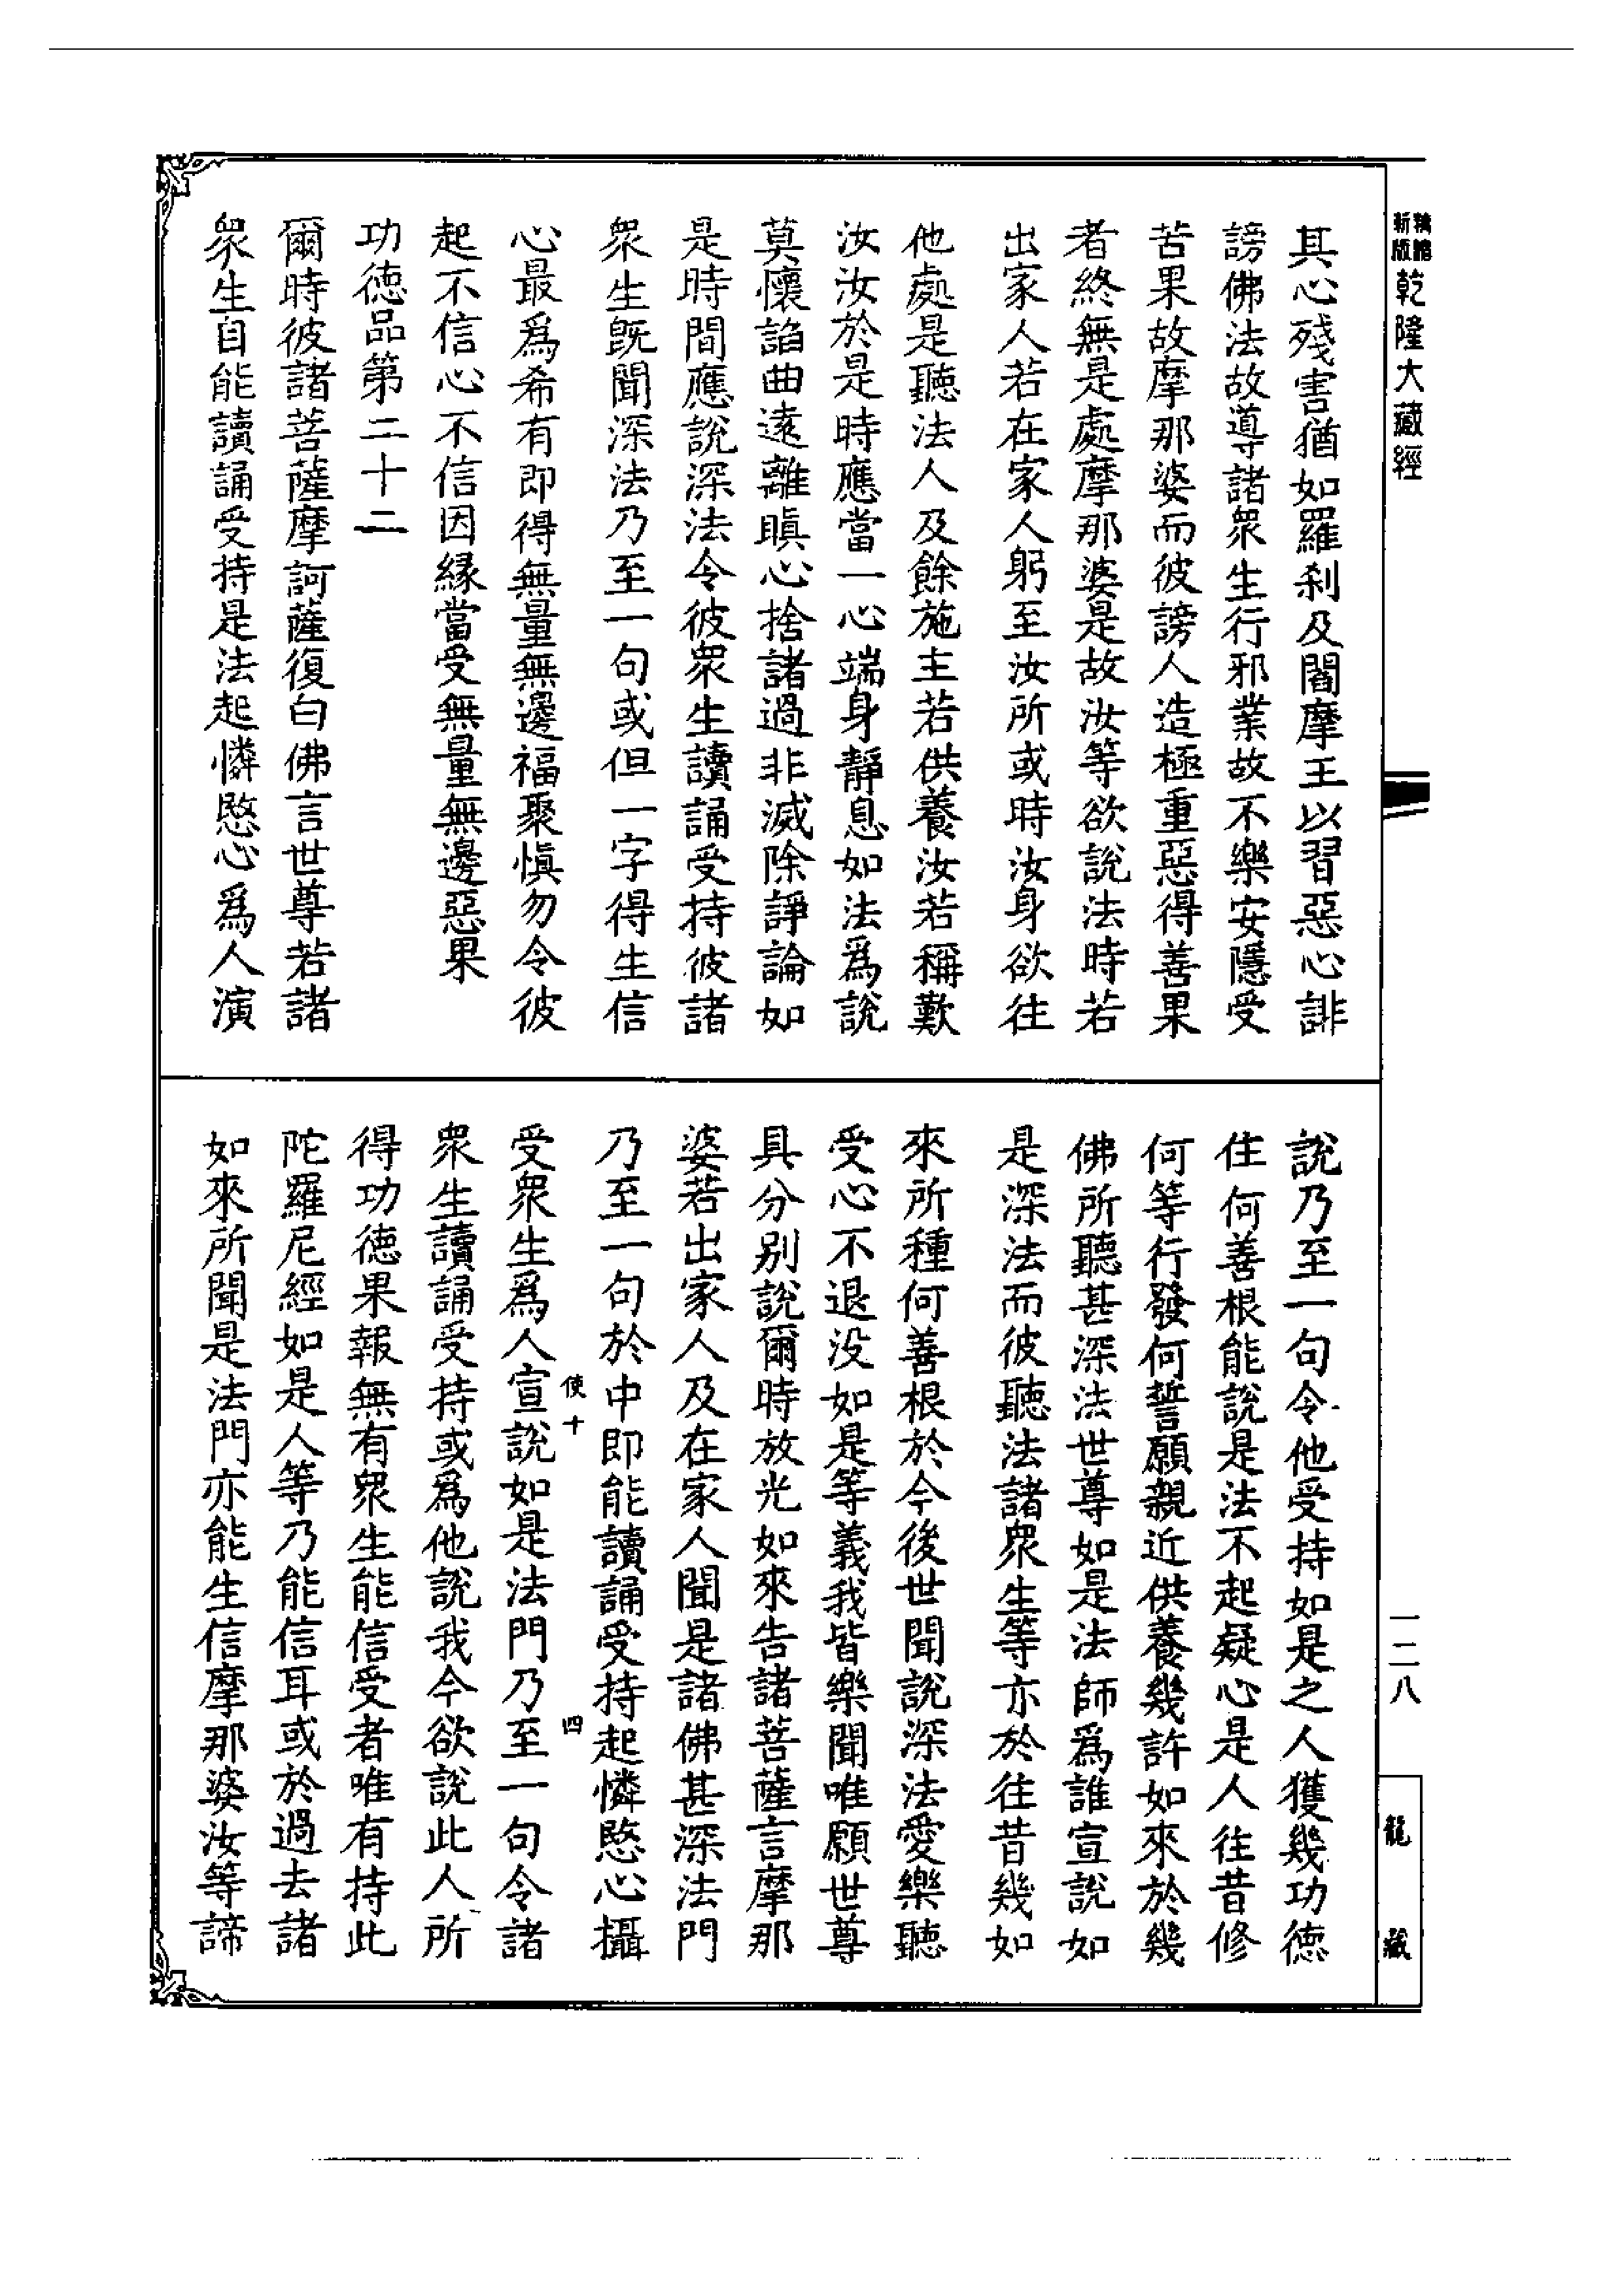 精縮新版乾隆大藏經
其心殘害猶如羅刹及閻摩王以習惡心誹
謗佛法故導諸衆生行邪業故不樂安隱受
苦果故摩那婆而彼謗人造極重惡得善果
者終無是處摩那婆是故汝等欲說法時若
出家人若在家人躬至汝所或時汝身欲往
他處是聽法人及餘施主若供養汝若稱歎
汝汝於是時應當一心端身靜息如法爲說
莫懷諂曲遠離瞋心捨諸過非滅除諍論如
是時間應說深法令彼衆生讀誦受持彼諸
衆生旣聞深法乃至一句或但一字得生信
心最爲希有即得無量無邊福聚愼勿令彼
起不信心不信因緣當受無量無邊惡果
功德品第二十二
爾時彼諸菩薩摩訶薩復白佛言世尊若諸
衆生自能讀誦受持是法起憐愍心爲人演
說乃至一句令他受持如是之人獲幾功德
住何善根能說是法不起疑心是人往昔修
何等行發何誓願親近供養幾許如來於幾
佛所聽甚深法世尊如是法師爲誰宣說如
是深法而彼聽法諸衆生等亦於往昔幾如
來所種何善根於今後世聞說深法愛樂聽
受心不退没如是等義我皆樂聞唯願世尊
具分别說爾時放光如來告諸菩薩言摩那
婆若出家人及在家人聞是諸佛甚深法門
乃至一句於中即能讀誦受持起憐愍心攝
使十 四
受衆生爲人宣說如是法門乃至一句令諸
衆生讀誦受持或爲他說我今欲說此人所
得功德果報無有衆生能信受者唯有持此
陀羅尼經如是人等乃能信耳或於過去諸
如來所聞是法門亦能生信摩那婆汝等諦
一二八
龍藏